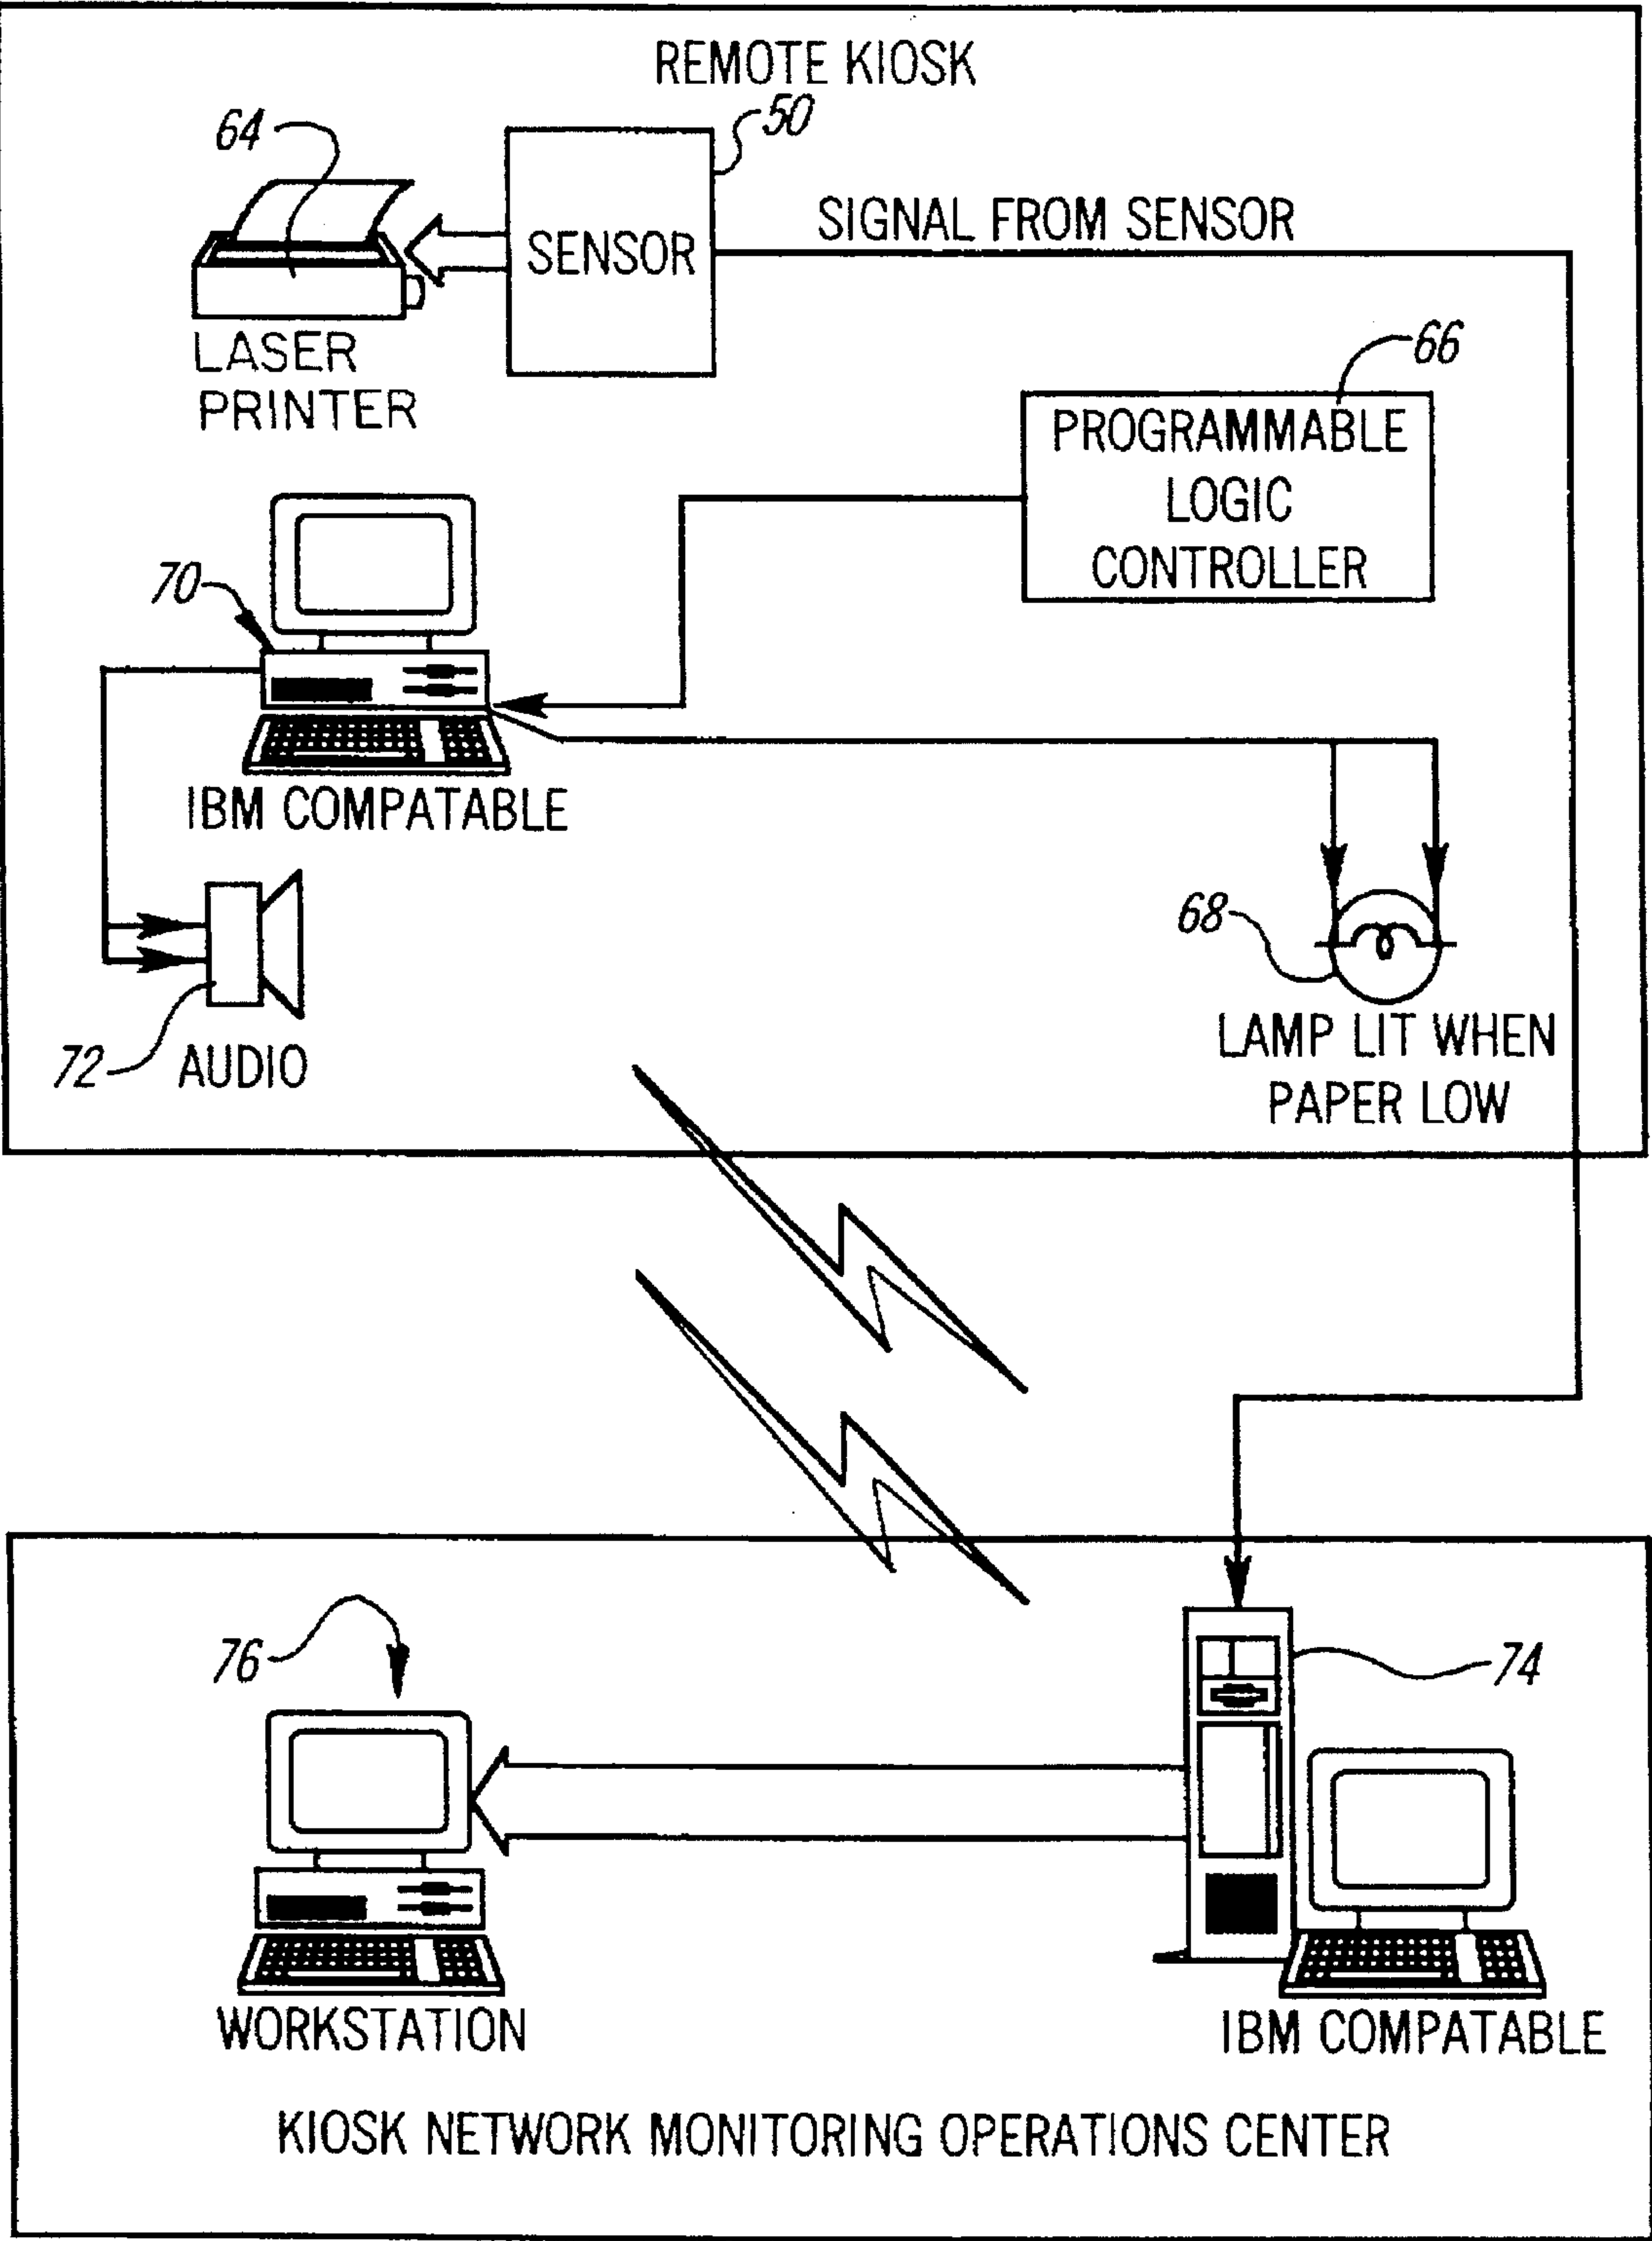 REMOTE KIOSK
64
50
SENSOR
SIGNAL FROM SENSOR
LASER
PRINTER
66
PROGRAMMABLE
LOGIC
CONTROLLER
70
IBM COMPATABLE
68
72
AUDIO
LAMP LIT WHEN
PAPER LOW
76
74
WORKSTATION
IBM COMPATABLE
KIOSK NETWORK MONITORING OPERATIONS CENTER